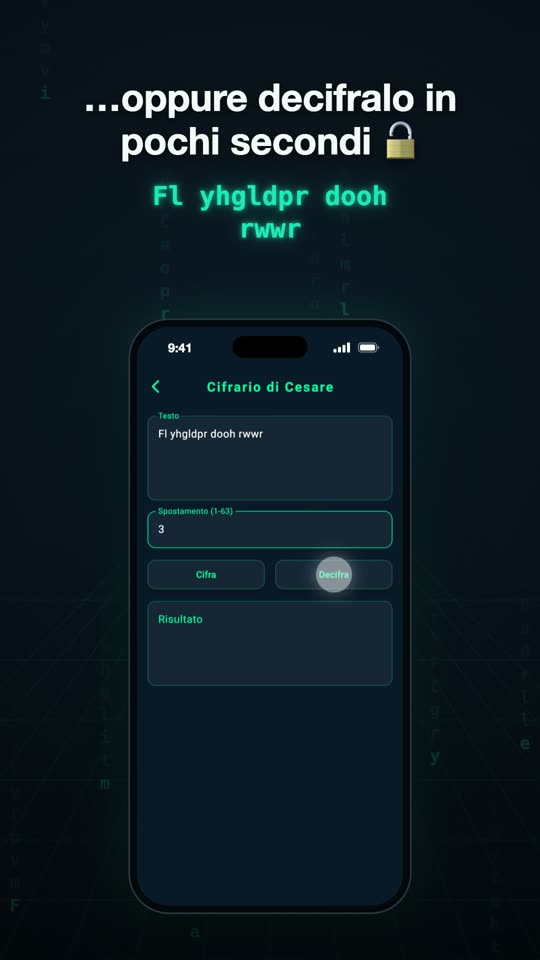 ...oppure decifralo in
pochi secondi 🔒
Fl yhgldpr dooh
rwwr
9:41
Cifrario di Cesare
Testo
Fl yhgldpr dooh rwwr
Spostamento (1-63)
3
Cifra
Decifra
Risultato